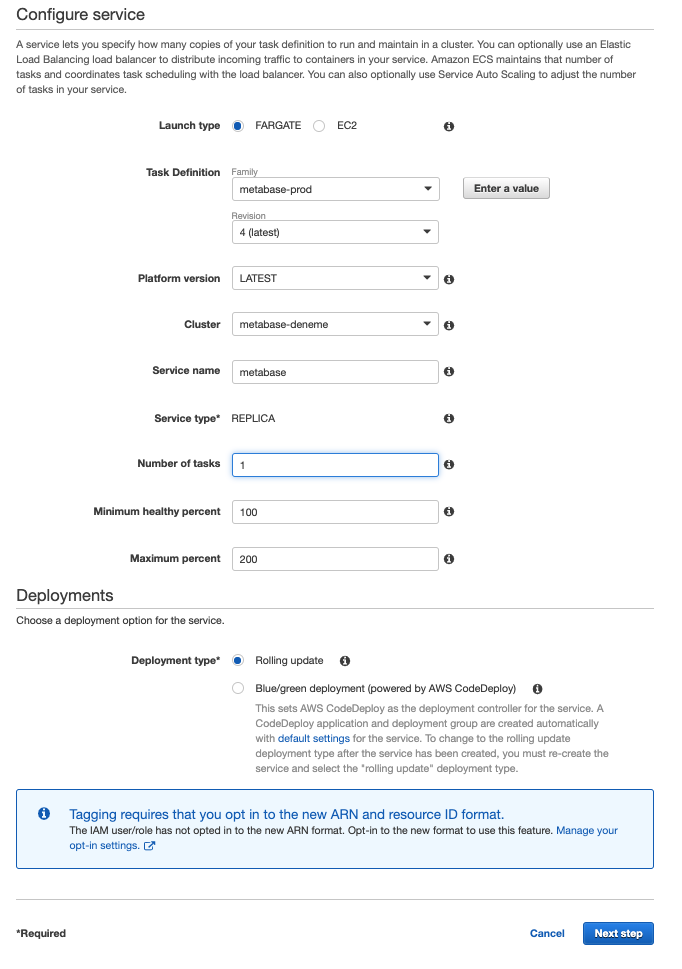 Configure service
A service lets you specify how many copies of your task definition to run and maintain in a cluster. You can optionally use an Elastic
Load Balancing load balancer to distribute incoming traffic to containers in your service. Amazon ECS maintains that number of
tasks and coordinates task scheduling with the load balancer. You can also optionally use Service Auto Scaling to adjust the number
of tasks in your service.
Launch type FARGATE EC2
Task Definition Family
metabase-prod Enter a value
Revision
4 (latest)
Platform version LATEST
Cluster metabase-deneme
Service name metabase
Service type* REPLICA
Number of tasks 1
Minimum healthy percent 100
Maximum percent 200
Deployments
Choose a deployment option for the service.
Deployment type* Rolling update
Blue/green deployment (powered by AWS CodeDeploy)
This sets AWS CodeDeploy as the deployment controller for the service. A
CodeDeploy application and deployment group are created automatically
with default settings for the service. To change to the rolling update
deployment type after the service has been created, you must re-create the
service and select the "rolling update" deployment type.
Tagging requires that you opt in to the new ARN and resource ID format.
The IAM user/role has not opted in to the new ARN format. Opt-in to the new format to use this feature. Manage your
opt-in settings.
*Required Cancel Next step